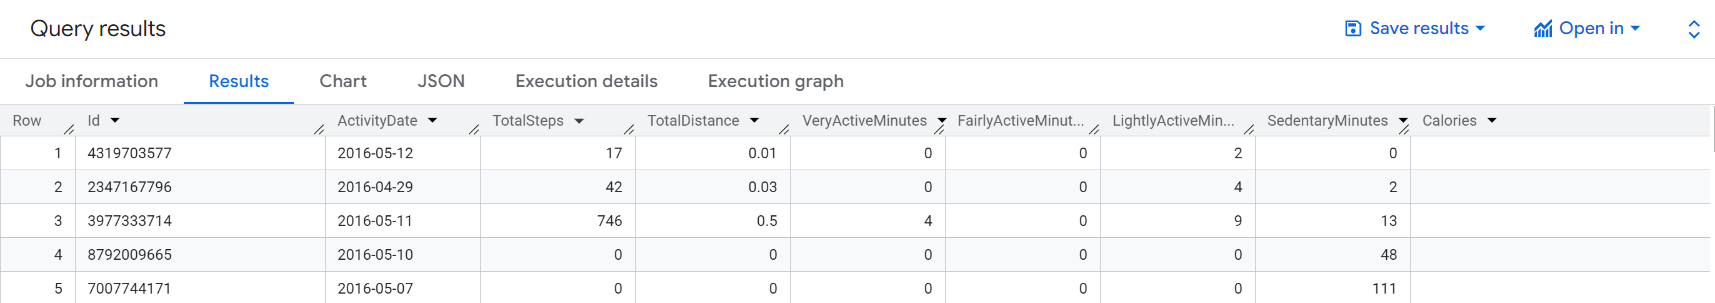 Query results Save results Open in
Job information Results Chart JSON Execution details Execution graph
Row Id ActivityDate TotalSteps TotalDistance VeryActiveMinutes FairlyActiveMinut... LightlyActiveMin... SedentaryMinutes Calories
1 4319703577 2016-05-12 17 0.01 0 0 2 0
2 2347167796 2016-04-29 42 0.03 0 0 4 2
3 3977333714 2016-05-11 746 0.5 4 0 9 13
4 8792009665 2016-05-10 0 0 0 0 0 48
5 7007744171 2016-05-07 0 0 0 0 0 111